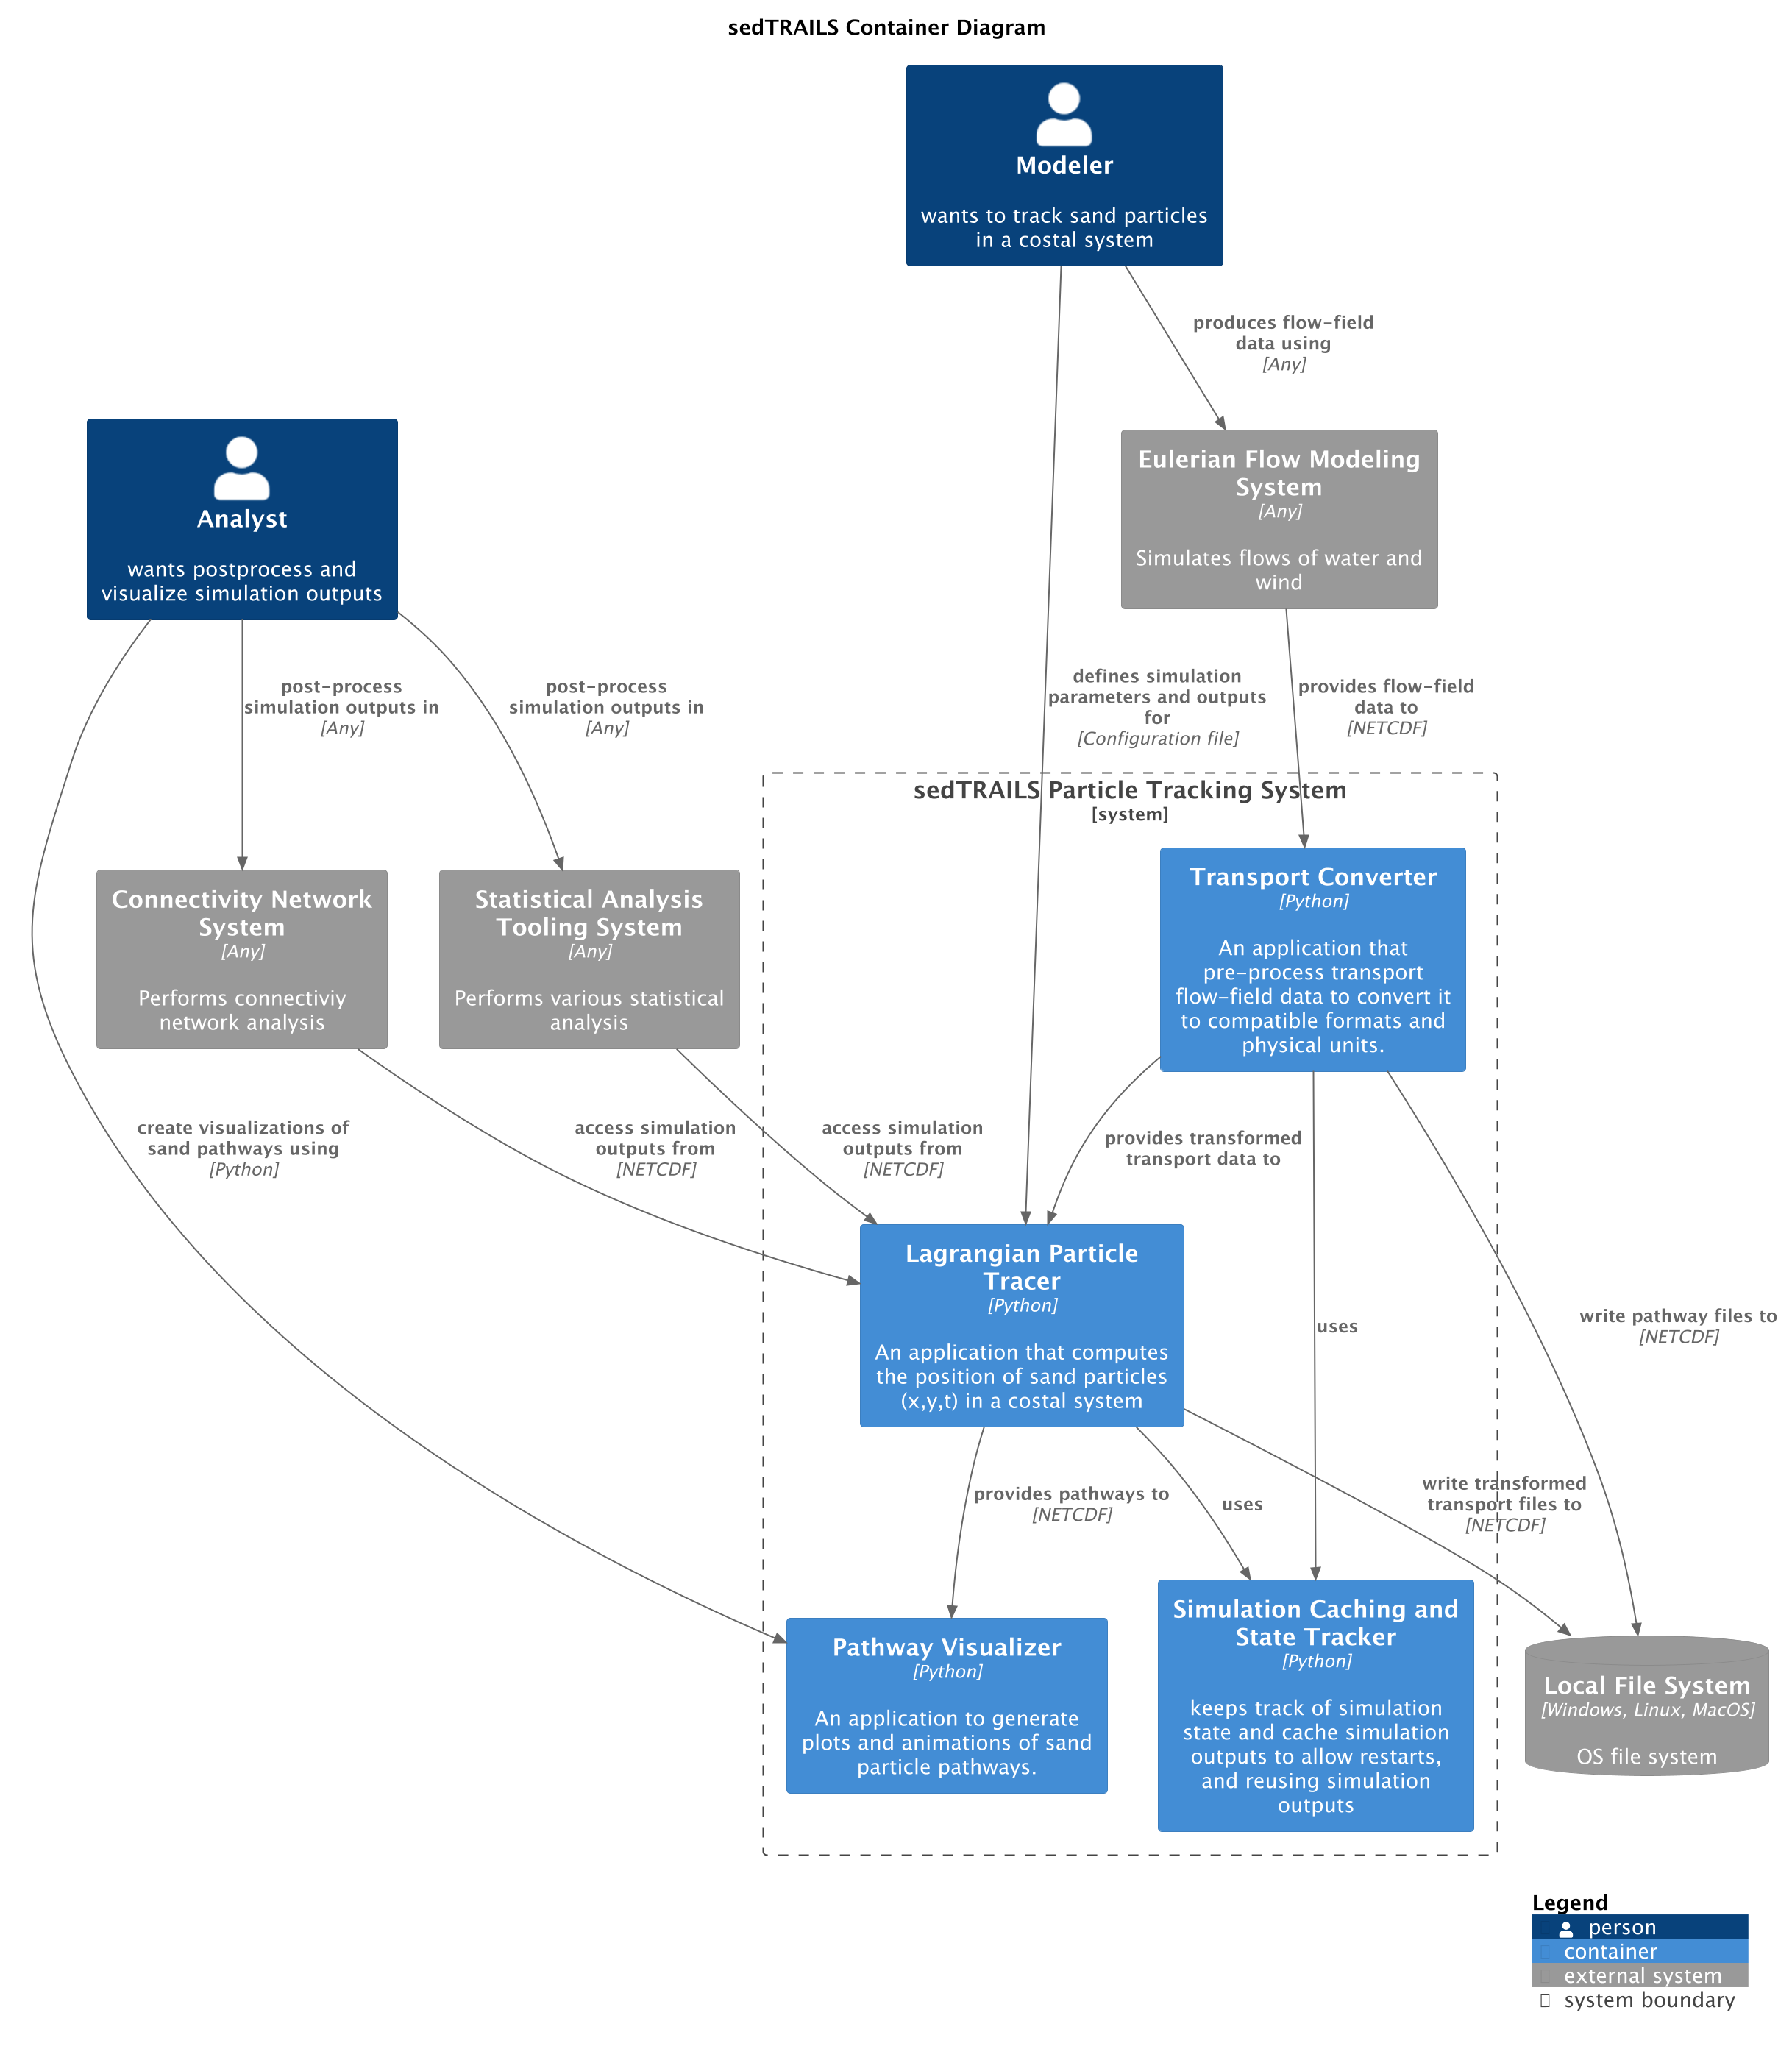 sedTRAILS Container Diagram
Modeler
wants to track sand particles
in a costal system
produces flow-field
data using
[Any]
Analyst
wants postprocess and
visualize simulation outputs
Eulerian Flow Modeling
System
[Any]
Simulates flows of water and
wind
post-process
simulation outputs in
[Any]
post-process
simulation outputs in
[Any]
defines simulation
parameters and outputs
for
[Configuration file]
provides flow-field
data to
[NETCDF]
sedTRAILS Particle Tracking System
[system]
Connectivity Network
System
[Any]
Performs connectiviy
network analysis
Statistical Analysis
Tooling System
[Any]
Performs various statistical
analysis
Transport Converter
[Python]
An application that
pre-process transport
flow-field data to convert it
to compatible formats and
physical units.
create visualizations of
sand pathways using
[Python]
access simulation
outputs from
[NETCDF]
access simulation
outputs from
[NETCDF]
provides transformed
transport data to
Lagrangian Particle
Tracer
[Python]
An application that computes
the position of sand particles
(x,y,t) in a costal system
uses
write pathway files to
[NETCDF]
provides pathways to
[NETCDF]
uses
write transformed
transport files to
[NETCDF]
Pathway Visualizer
[Python]
An application to generate
plots and animations of sand
particle pathways.
Simulation Caching and
State Tracker
[Python]
keeps track of simulation
state and cache simulation
outputs to allow restarts,
and reusing simulation
outputs
Local File System
[Windows, Linux, MacOS]
OS file system
Legend
person
container
external system
system boundary